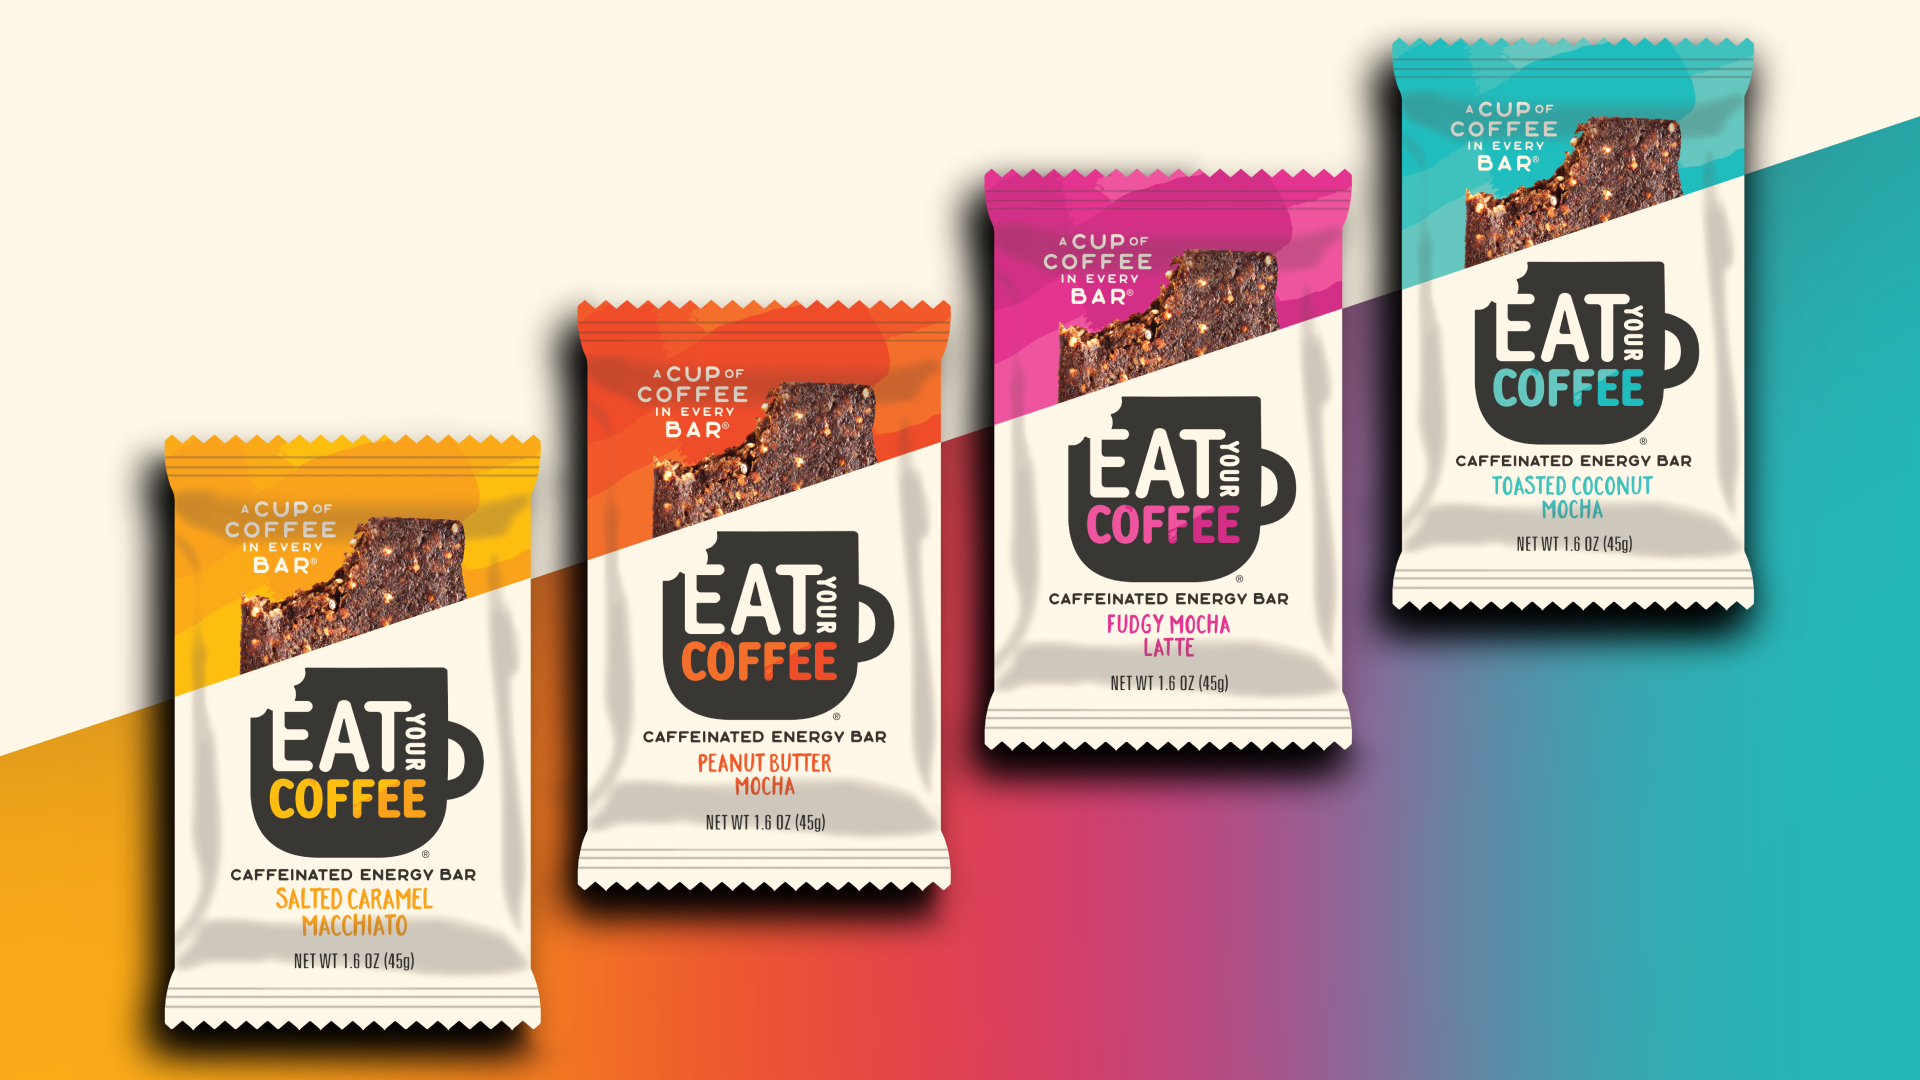 A CUP OF
COFFEE
IN EVERY
BAR®
EAT YOUR
COFFEE
®
CAFFEINATED ENERGY BAR
SALTED CARAMEL
MACCHIATO
NET WT 1.6 OZ (45g)
A CUP OF
COFFEE
IN EVERY
BAR®
EAT YOUR
COFFEE
®
CAFFEINATED ENERGY BAR
PEANUT BUTTER
MOCHA
NET WT 1.6 OZ (45g)
A CUP OF
COFFEE
IN EVERY
BAR®
EAT YOUR
COFFEE
®
CAFFEINATED ENERGY BAR
FUDGY MOCHA
LATTE
NET WT 1.6 OZ (45g)
A CUP OF
COFFEE
IN EVERY
BAR®
EAT YOUR
COFFEE
®
CAFFEINATED ENERGY BAR
TOASTED COCONUT
MOCHA
NET WT 1.6 OZ (45g)